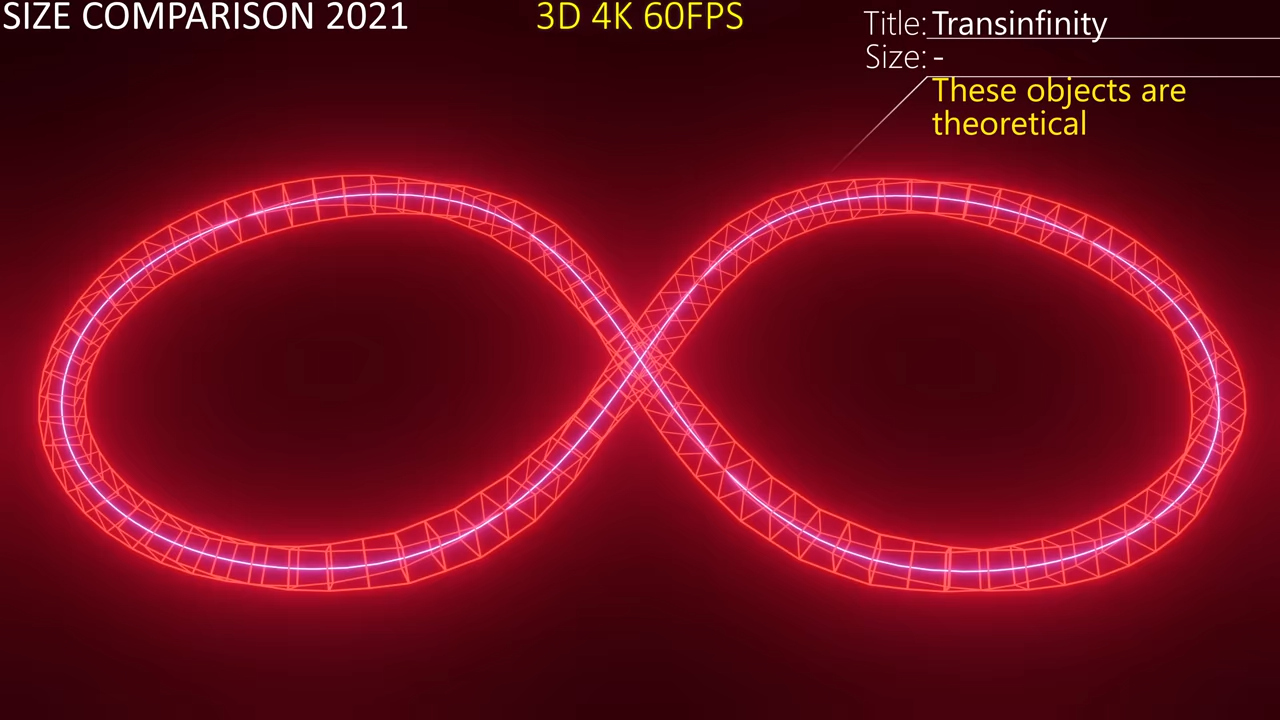 SIZE COMPARISON 2021
3D 4K 60FPS
Title: Transinfinity
Size: -
These objects are
theoretical